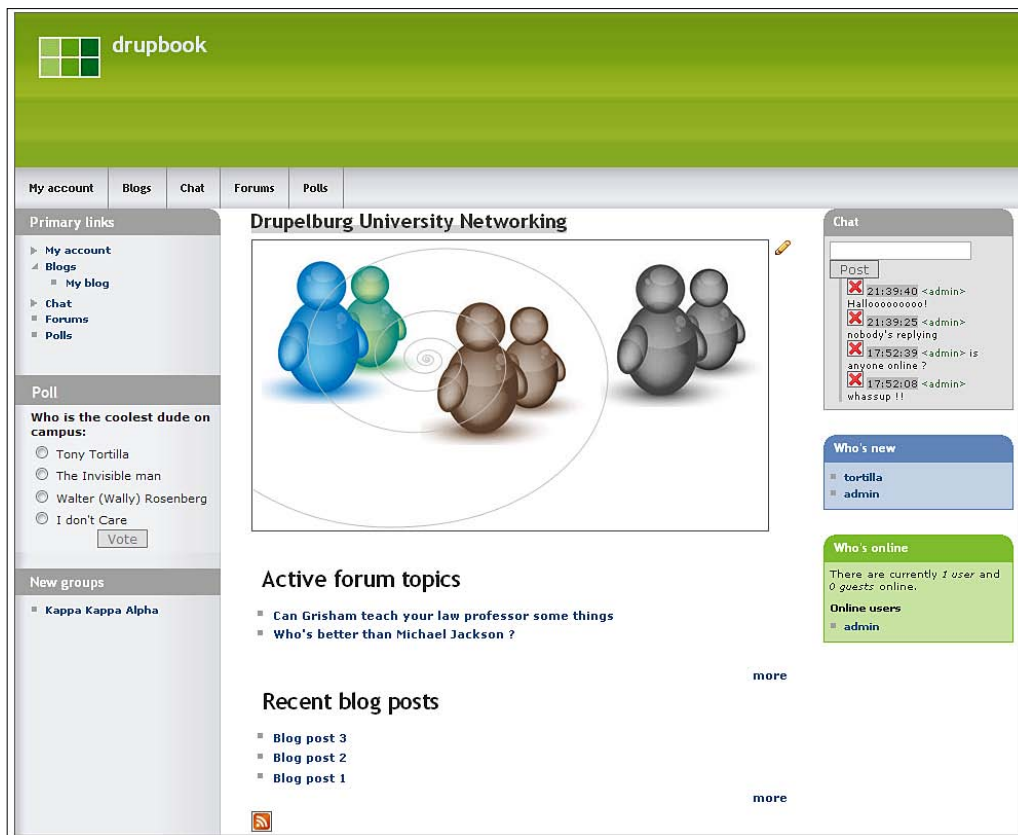 drupbook
My account
Blogs
Chat
Forums
Polls
Primary links
My account
Blogs
My blog
Chat
Forums
Polls
Poll
Who is the coolest dude on
campus:
Tony Tortilla
The Invisible man
Walter (Wally) Rosenberg
I don't Care
Vote
New groups
Kappa Kappa Alpha
Drupelburg University Networking
Active forum topics
Can Grisham teach your law professor some things
Who's better than Michael Jackson ?
more
Recent blog posts
Blog post 3
Blog post 2
Blog post 1
more
Chat
Post
21:39:40 <admin>
Hallooooooooo!
21:39:25 <admin>
nobody's replying
17:52:39 <admin> is
anyone online ?
17:52:08 <admin>
whassup !!
Who's new
tortilla
admin
Who's online
There are currently 1 user and
0 guests online.
Online users
admin